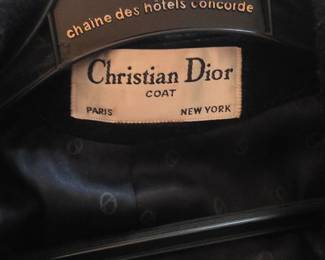 chaîne des hôtels concorde
Christian Dior
COAT
PARIS NEW YORK